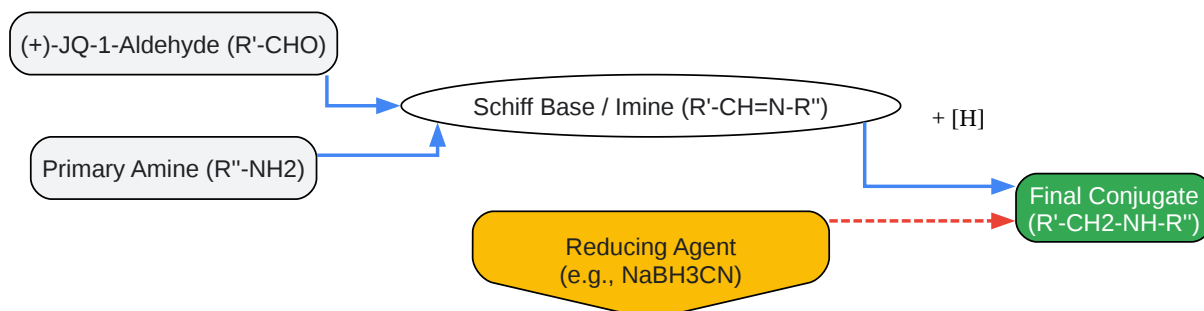 (+)-JQ-1-Aldehyde (R'-CHO)
Schiff Base / Imine (R'-CH=N-R")
+ [H]
Primary Amine (R"-NH2)
Final Conjugate
(R'-CH2-NH-R")
Reducing Agent
(e.g., NaBH3CN)